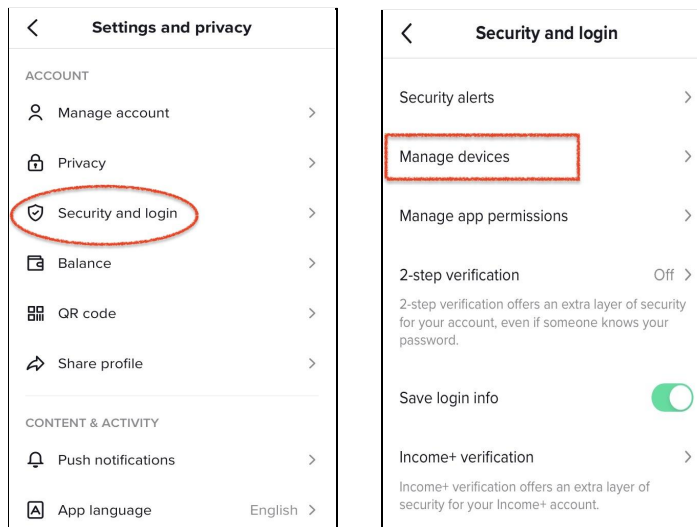 Settings and privacy
ACCOUNT
Manage account
Privacy
Security and login
Balance
QR code
Share profile
CONTENT & ACTIVITY
Push notifications
App language English
Security and login
Security alerts
Manage devices
Manage app permissions
2-step verification Off
2-step verification offers an extra layer of security
for your account, even if someone knows your
password.
Save login info
Income+ verification
Income+ verification offers an extra layer of
security for your Income+ account.